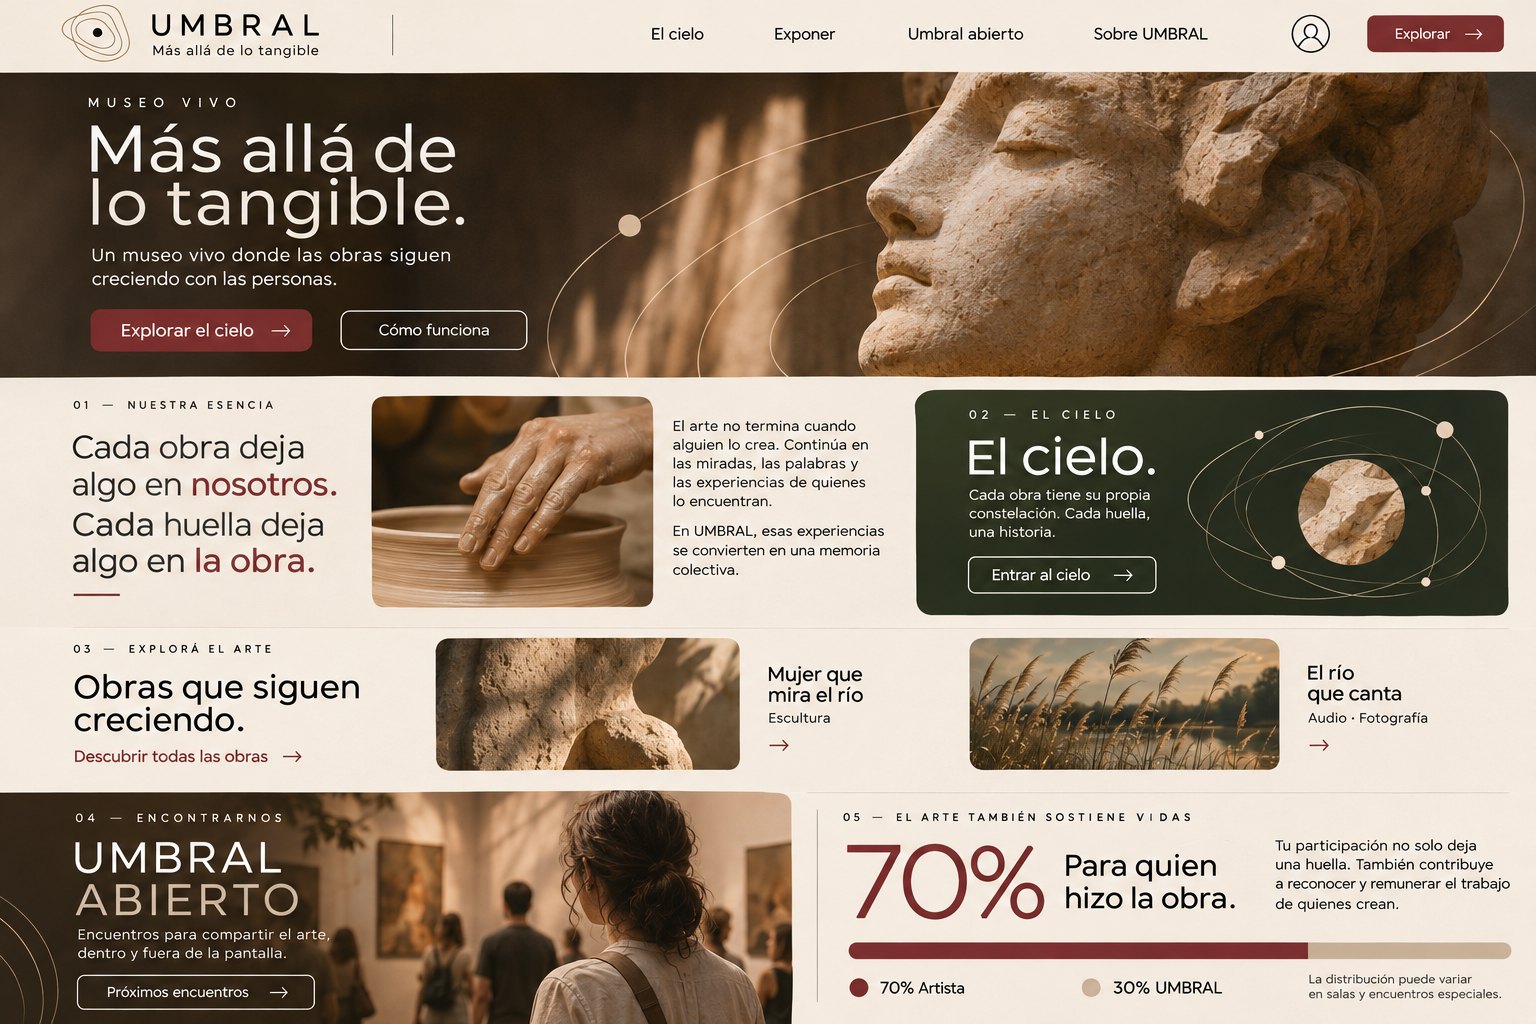 UMBRAL
Más allá de lo tangible
El cielo
Exponer
Umbral abierto
Sobre UMBRAL
Explorar →
MUSEO VIVO
Más allá de
lo tangible.
Un museo vivo donde las obras siguen
creciendo con las personas.
Explorar el cielo →
Cómo funciona
01 — NUESTRA ESENCIA
Cada obra deja
algo en nosotros.
Cada huella deja
algo en la obra.
El arte no termina cuando
alguien lo crea. Continúa en
las miradas, las palabras y
las experiencias de quienes
lo encuentran.
En UMBRAL, esas experiencias
se convierten en una memoria
colectiva.
02 — EL CIELO
El cielo.
Cada obra tiene su propia
constelación. Cada huella,
una historia.
Entrar al cielo →
03 — EXPLORÁ EL ARTE
Obras que siguen
creciendo.
Descubrir todas las obras →
Mujer que
mira el río
Escultura
→
El río
que canta
Audio · Fotografía
→
04 — ENCONTRARNOS
UMBRAL
ABIERTO
Encuentros para compartir el arte,
dentro y fuera de la pantalla.
Próximos encuentros →
05 — EL ARTE TAMBIÉN SOSTIENE VIDAS
70%
Para quien
hizo la obra.
Tu participación no solo deja
una huella. También contribuye
a reconocer y remunerar el trabajo
de quienes crean.
70% Artista
30% UMBRAL
La distribución puede variar
en salas y encuentros especiales.